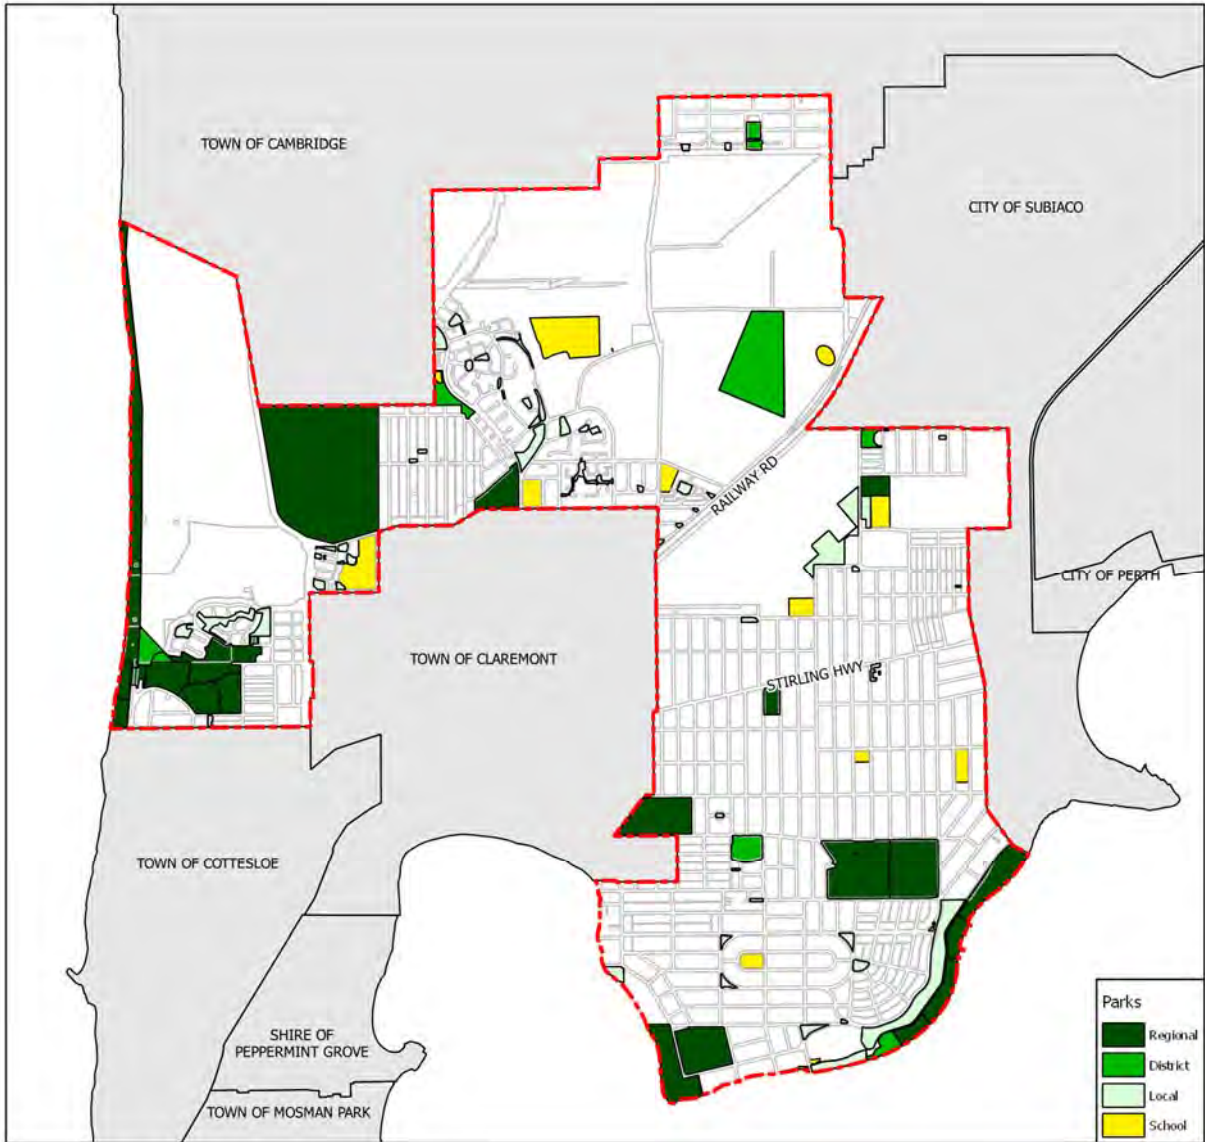 TOWN OF CAMBRIDGE
CITY OF SUBIACO
RAILWAY RD
CITY OF PERTH
TOWN OF CLAREMONT
STIRLING HWY
TOWN OF COTTESLOE
SHIRE OF
PEPPERMINT GROVE
TOWN OF MOSMAN PARK
Parks
Regional
District
Local
School